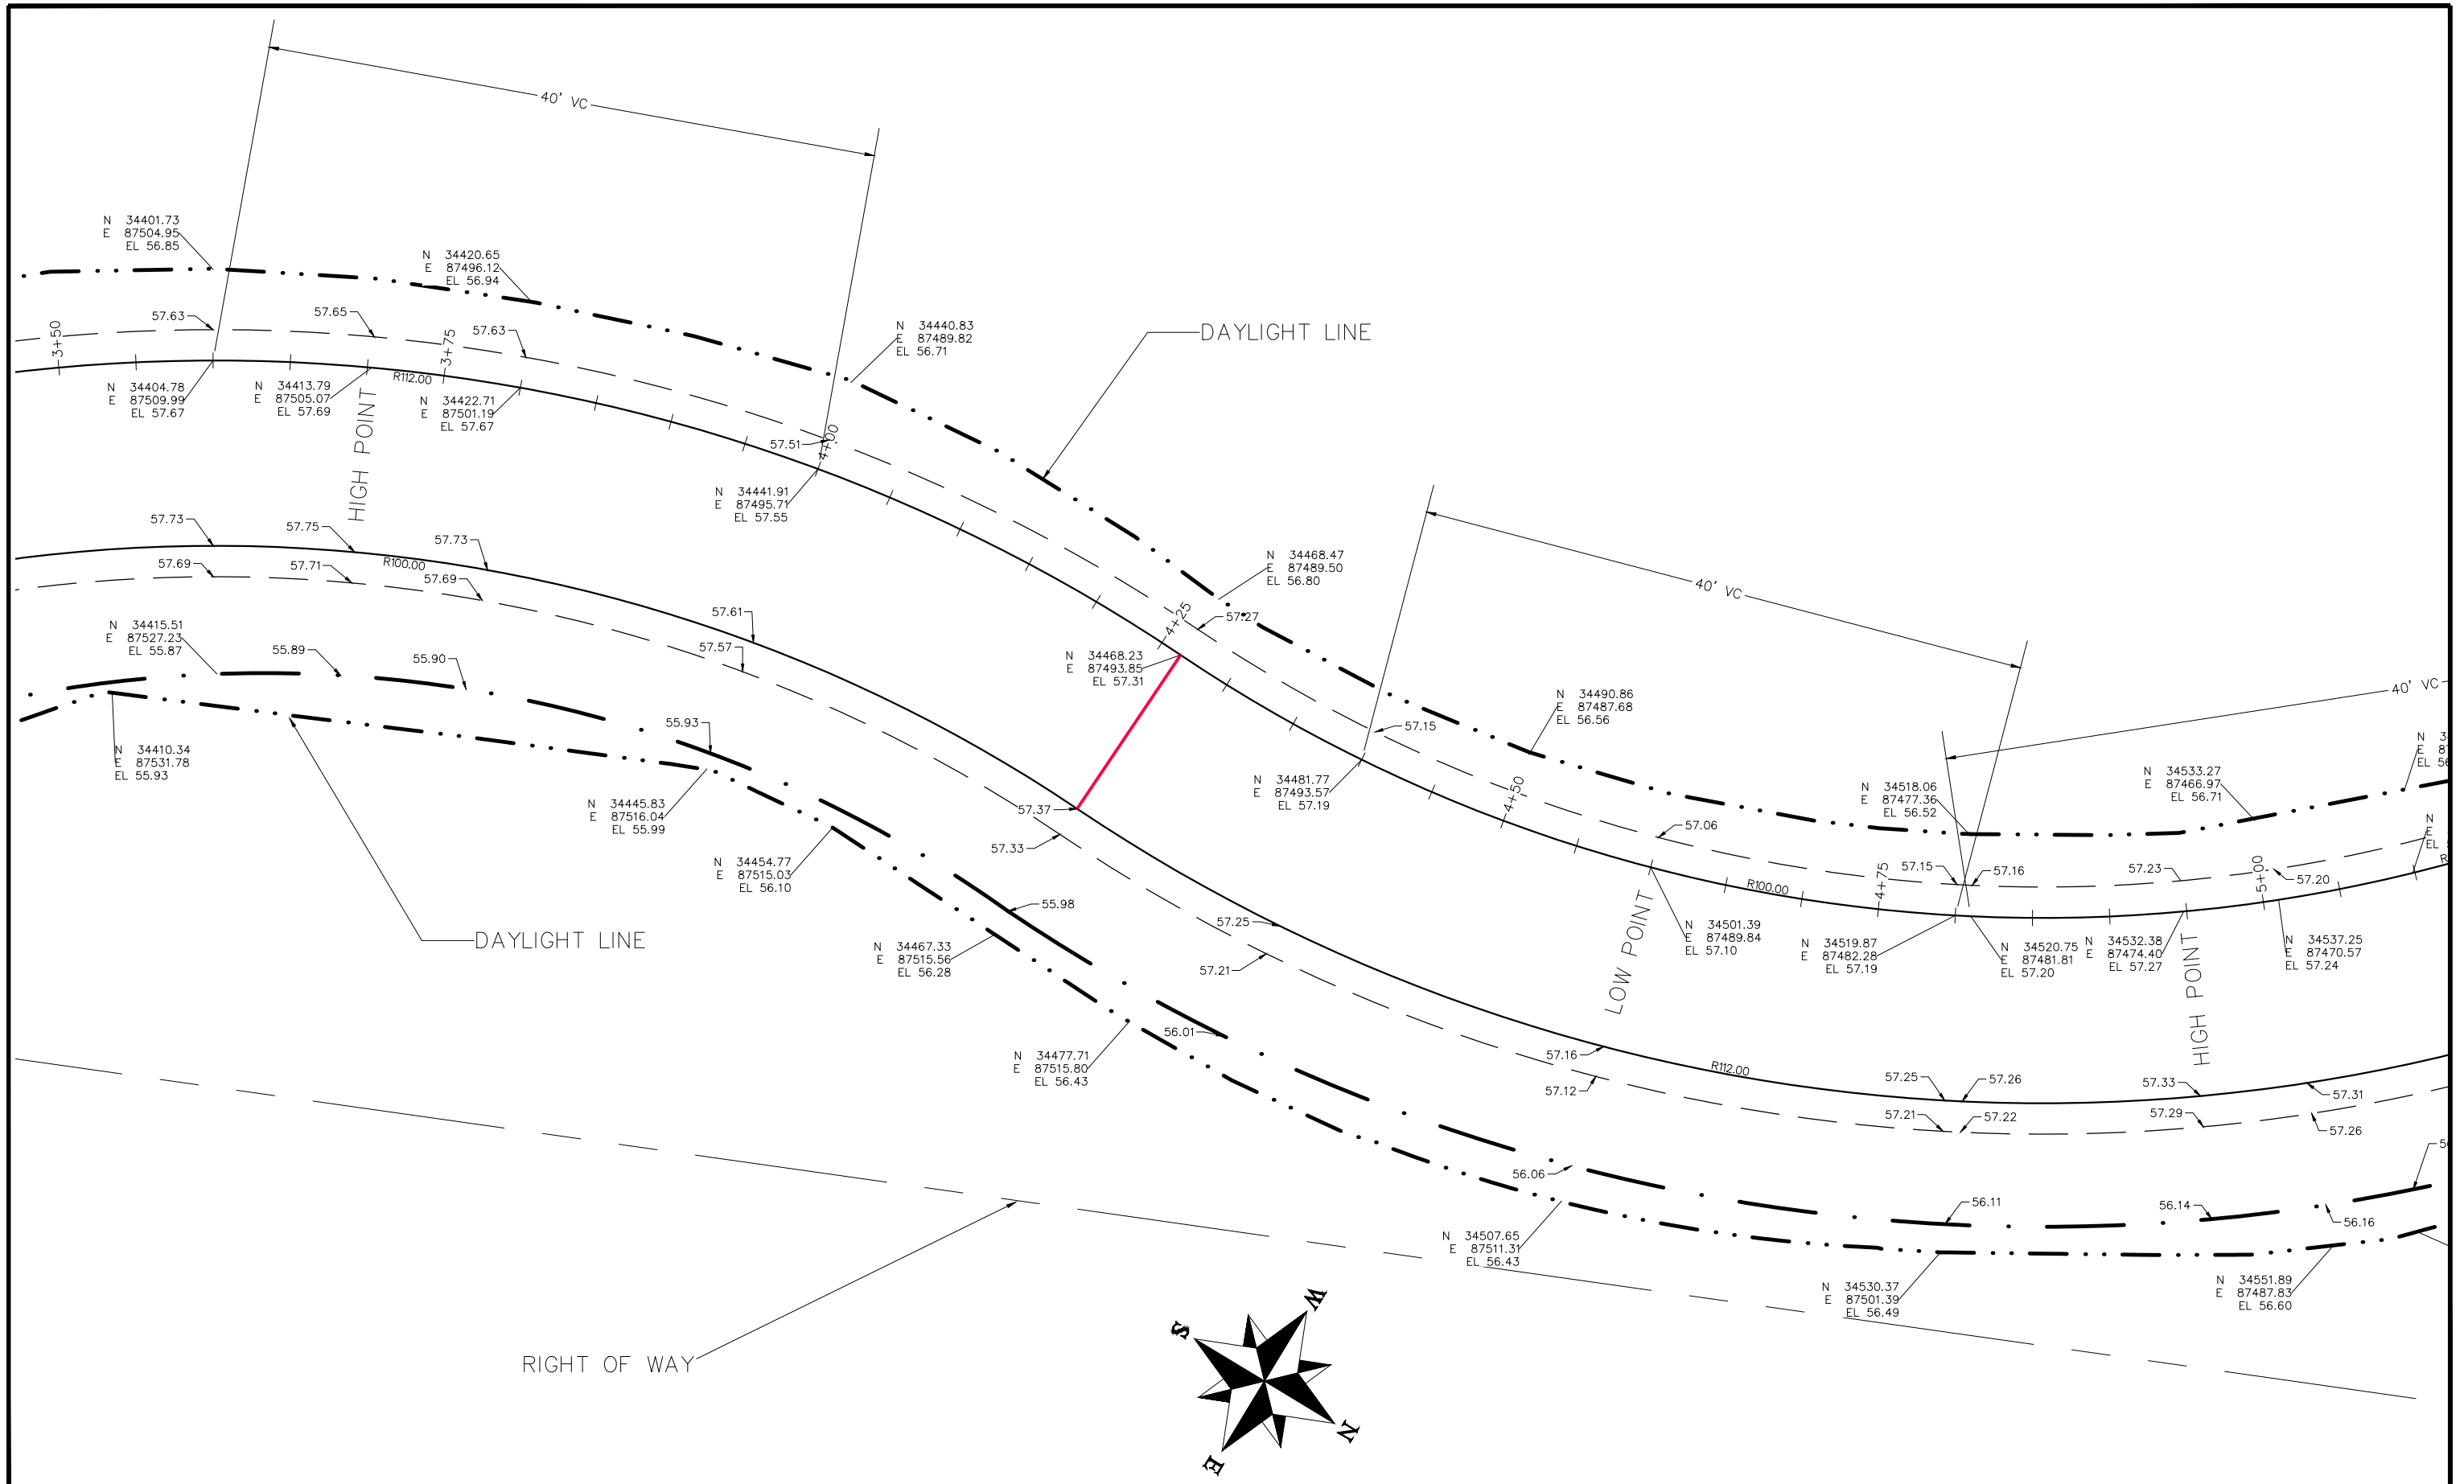 40' VC
N 34401.73
E 87504.95
EL 56.85
N 34420.65
E 87496.12
EL 56.94
57.63
57.65
57.63
3+50
3+75
R112.00
N 34440.83
E 87489.82
EL 56.71
DAYLIGHT LINE
N 34404.78
E 87509.99
EL 57.67
N 34413.79
E 87505.07
EL 57.69
HIGH POINT
N 34422.71
E 87501.19
EL 57.67
57.51
4+00
N 34441.91
E 87495.71
EL 57.55
57.73
57.75
57.73
R100.00
57.69
57.71
57.69
57.61
57.57
N 34468.47
E 87489.50
EL 56.80
40' VC
4+25
57.27
N 34468.23
E 87493.85
EL 57.31
N 34415.51
E 87527.23
EL 55.87
55.89
55.90
55.93
N 34410.34
E 87531.78
EL 55.93
N 34445.83
E 87516.04
EL 55.99
57.15
N 34490.86
E 87487.68
EL 56.56
40' VC
N 34481.77
E 87493.57
EL 57.19
4+50
57.37
57.33
57.06
N 34518.06
E 87477.36
EL 56.52
N 34533.27
E 87466.97
EL 56.71
N 3
E 87
EL 56
N
E
EL
R
57.15
57.16
57.23
57.20
4+75
5+00
R100.00
LOW POINT
N 34454.77
E 87515.03
EL 56.10
DAYLIGHT LINE
55.98
57.25
57.21
N 34467.33
E 87515.56
EL 56.28
N 34501.39
E 87489.84
EL 57.10
N 34519.87
E 87482.28
EL 57.19
N 34520.75
E 87481.81
EL 57.20
N 34532.38
E 87474.40
EL 57.27
HIGH POINT
N 34537.25
E 87470.57
EL 57.24
56.01
N 34477.71
E 87515.80
EL 56.43
57.16
57.12
R112.00
57.25
57.26
57.33
57.31
57.21
57.22
57.29
57.26
56.06
56.11
56.14
56.16
N 34507.65
E 87511.31
EL 56.43
N 34530.37
E 87501.39
EL 56.49
N 34551.89
E 87487.83
EL 56.60
RIGHT OF WAY
W
S
N
E